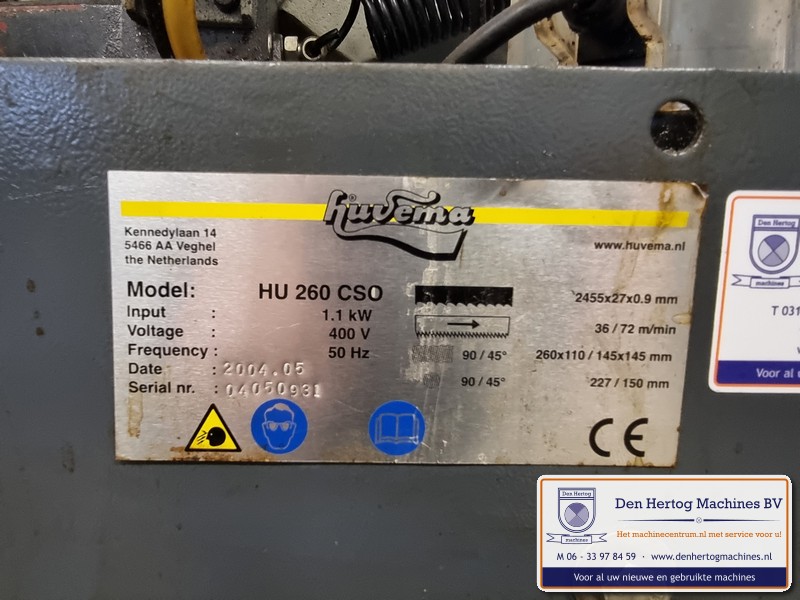 huvema
®
Kennedylaan 14
5466 AA Veghel
the Netherlands
www.huvema.nl
Model: HU 260 CSO 2455x27x0.9 mm
Input : 1.1 kW 36 / 72 m/min
Voltage : 400 V
Frequency : 50 Hz 90 / 45° 260x110 / 145x145 mm
Date : 2004.05
Serial nr. : 04050931 90 / 45° 227 / 150 mm
CE
Den Hertog
machines
T 031
Voor al u
Den Hertog
machines
Den Hertog Machines BV
Het machinecentrum.nl met service voor u!
M 06 - 33 97 84 59 · www.denhertogmachines.nl
Voor al uw nieuwe en gebruikte machines